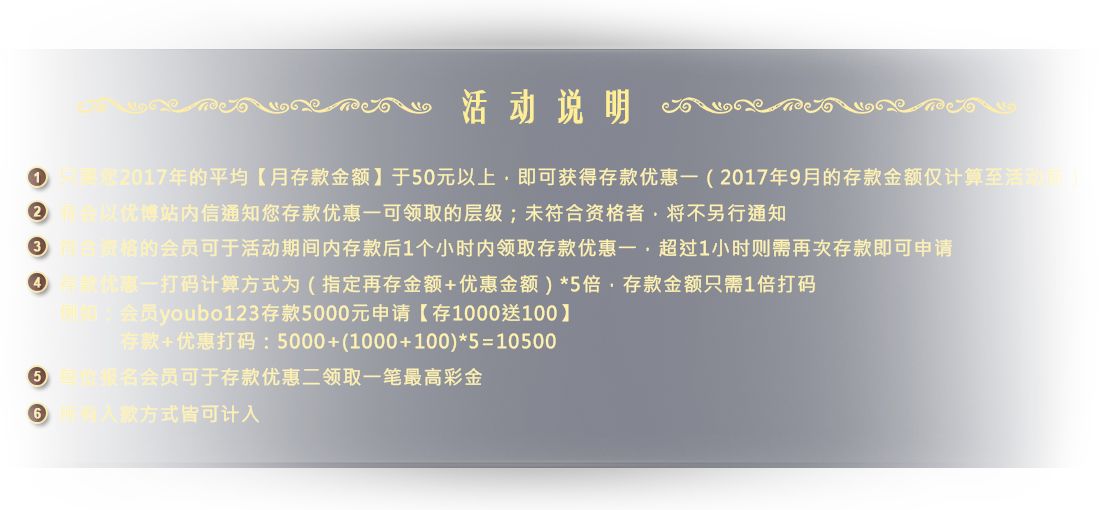 活动说明
1 只要您2017年的平均【月存款金额】于50元以上，即可获得存款优惠一（2017年9月的存款金额仅计算至活动前）
2 以优博站内信通知您存款优惠一可领取的层级；未符合资格者，将不另行通知
3 符合资格的会员可于活动期间内存款后1个小时内领取存款优惠一，超过1小时则需再次存款即可申请
4 存款优惠一打码计算方式为（指定再存金额+优惠金额）*5倍，存款金额只需1倍打码
例如：会员youbo123存款5000元申请【存1000送100】
存款+优惠打码：5000+(1000+100)*5=10500
5 每位报名会员可于存款优惠二领取一笔最高彩金
6 所有入款方式皆可计入